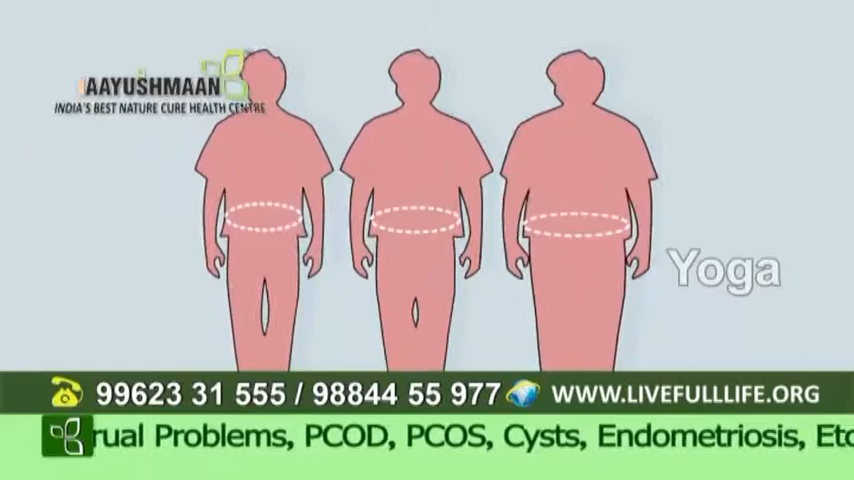 AAYUSHMAAN
INDIA'S BEST NATURE CURE HEALTH CENTRE
Yoga
99623 31 555 / 98844 55 977 WWW.LIVEFULLLIFE.ORG
rual Problems, PCOD, PCOS, Cysts, Endometriosis, Etc